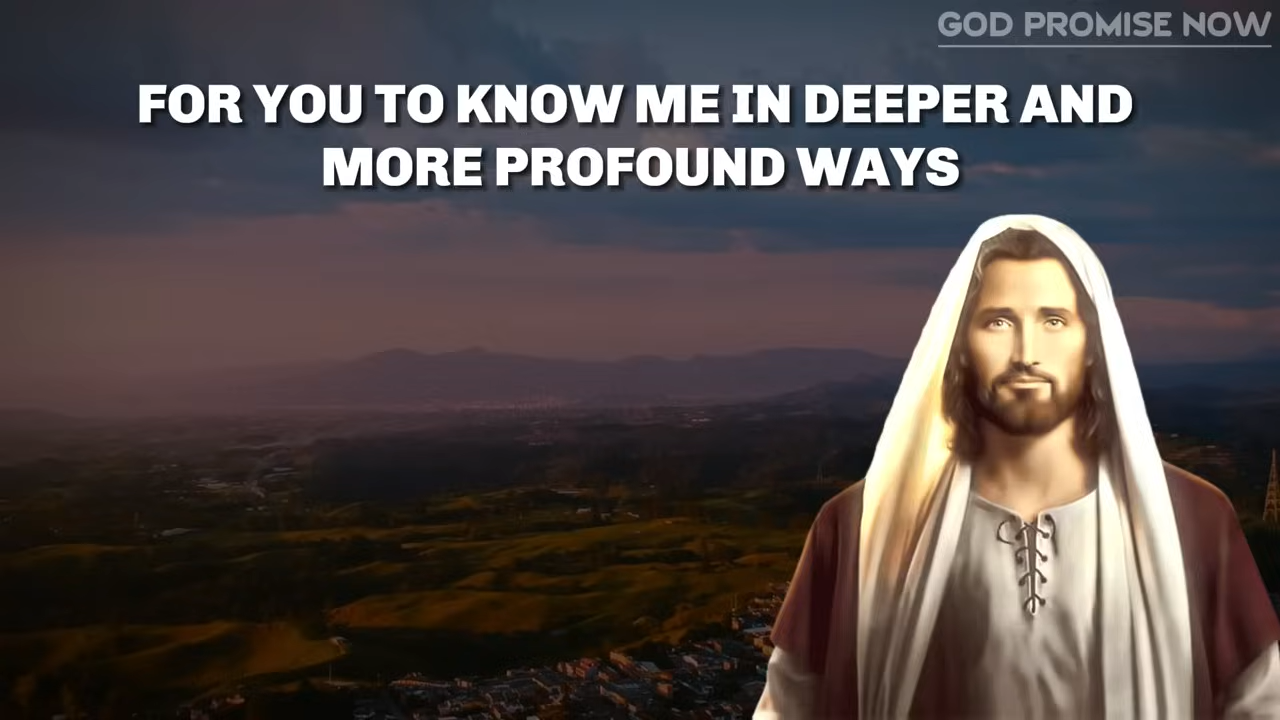 GOD PROMISE NOW
FOR YOU TO KNOW ME IN DEEPER AND
MORE PROFOUND WAYS